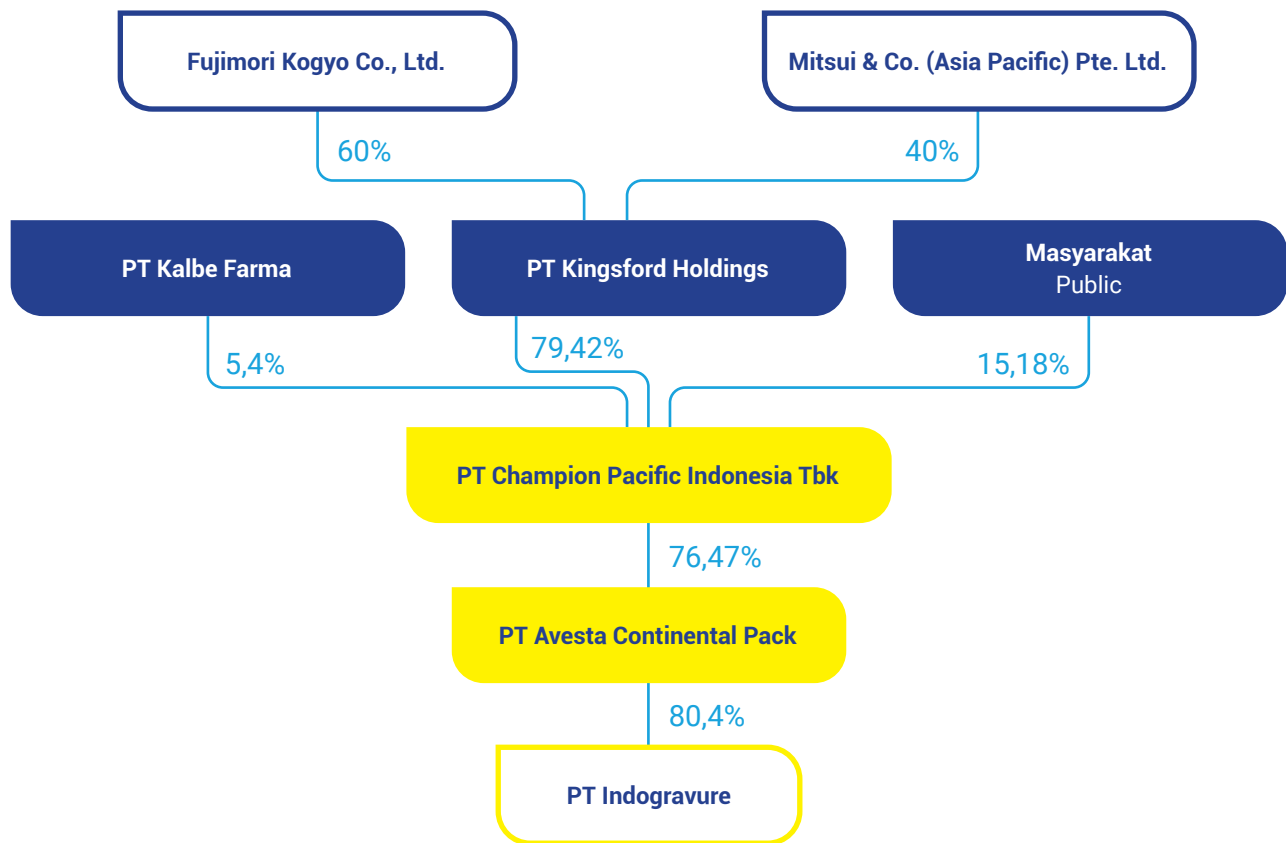 Fujimori Kogyo Co., Ltd.
Mitsui & Co. (Asia Pacific) Pte. Ltd.
60%
40%
PT Kalbe Farma
PT Kingsford Holdings
Masyarakat
Public
5,4%
79,42%
15,18%
PT Champion Pacific Indonesia Tbk
76,47%
PT Avesta Continental Pack
80,4%
PT Indogravure